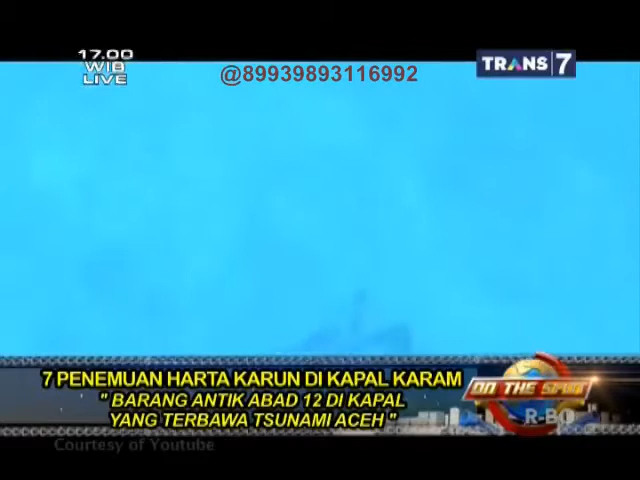 17.00
WIB
LIVE
@89939893116992
TRANS 7
7 PENEMUAN HARTA KARUN DI KAPAL KARAM
" BARANG ANTIK ABAD 12 DI KAPAL
YANG TERBAWA TSUNAMI ACEH "
ON THE SPOT
R-BO
Courtesy of Youtube